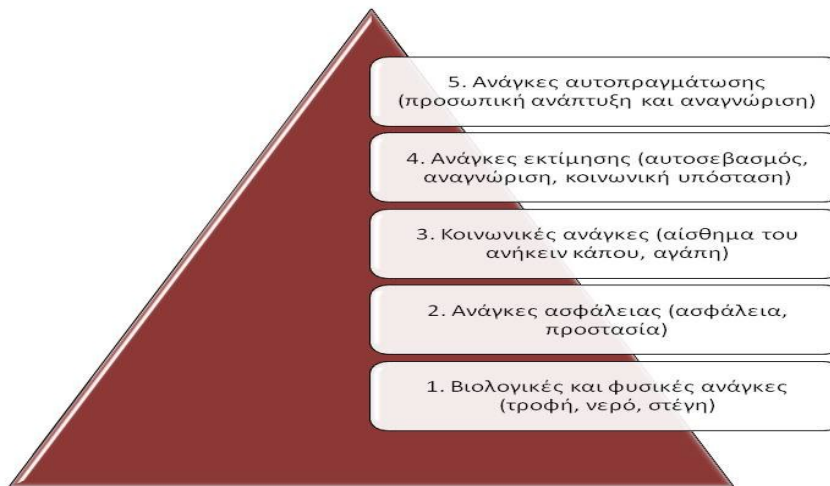 5. Ανάγκες αυτοπραγμάτωσης
(προσωπική ανάπτυξη και αναγνώριση)
4. Ανάγκες εκτίμησης (αυτοσεβασμός,
αναγνώριση, κοινωνική υπόσταση)
3. Κοινωνικές ανάγκες (αίσθημα του
ανήκειν κάπου, αγάπη)
2. Ανάγκες ασφάλειας (ασφάλεια,
προστασία)
1. Βιολογικές και φυσικές ανάγκες
(τροφή, νερό, στέγη)